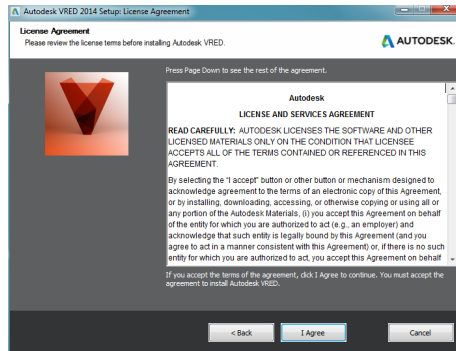 Autodesk VRED 2014 Setup: License Agreement
License Agreement
Please review the license terms before installing Autodesk VRED.
AUTODESK.
Press Page Down to see the rest of the agreement.
Autodesk
LICENSE AND SERVICES AGREEMENT
READ CAREFULLY: AUTODESK LICENSES THE SOFTWARE AND OTHER
LICENSED MATERIALS ONLY ON THE CONDITION THAT LICENSEE
ACCEPTS ALL OF THE TERMS CONTAINED OR REFERENCED IN THIS
AGREEMENT.
By selecting the "I accept" button or other button or mechanism designed to
acknowledge agreement to the terms of an electronic copy of this Agreement,
or by installing, downloading, accessing, or otherwise copying or using all or
any portion of the Autodesk Materials, (i) you accept this Agreement on behalf
of the entity for which you are authorized to act (e.g., an employer) and
acknowledge that such entity is legally bound by this Agreement (and you
agree to act in a manner consistent with this Agreement) or, if there is no such
entity for which you are authorized to act, you accept this Agreement on behalf
If you accept the terms of the agreement, click I Agree to continue. You must accept the
agreement to install Autodesk VRED.
< Back
I Agree
Cancel